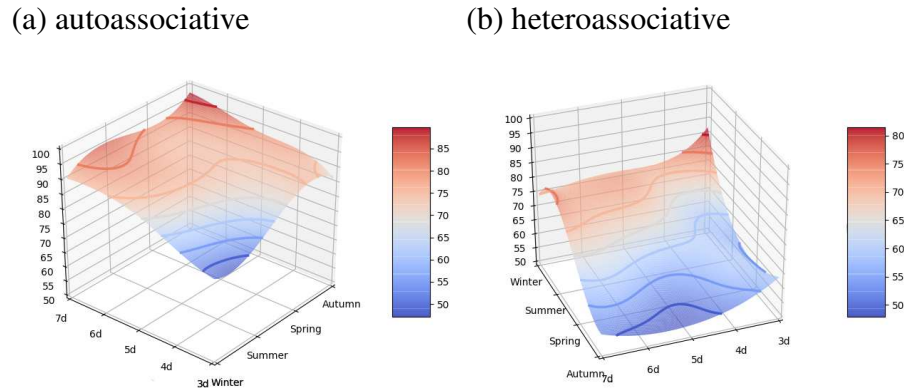 (a) autoassociative
(b) heteroassociative
100
95
90
85
80
75
70
65
60
55
50
7d
6d
5d
4d
3d
Winter
Summer
Spring
Autumn
85
80
75
70
65
60
55
50
100
95
90
85
80
75
70
65
60
55
50
Winter
Summer
Spring
Autumn
7d
6d
5d
4d
3d
80
75
70
65
60
55
50